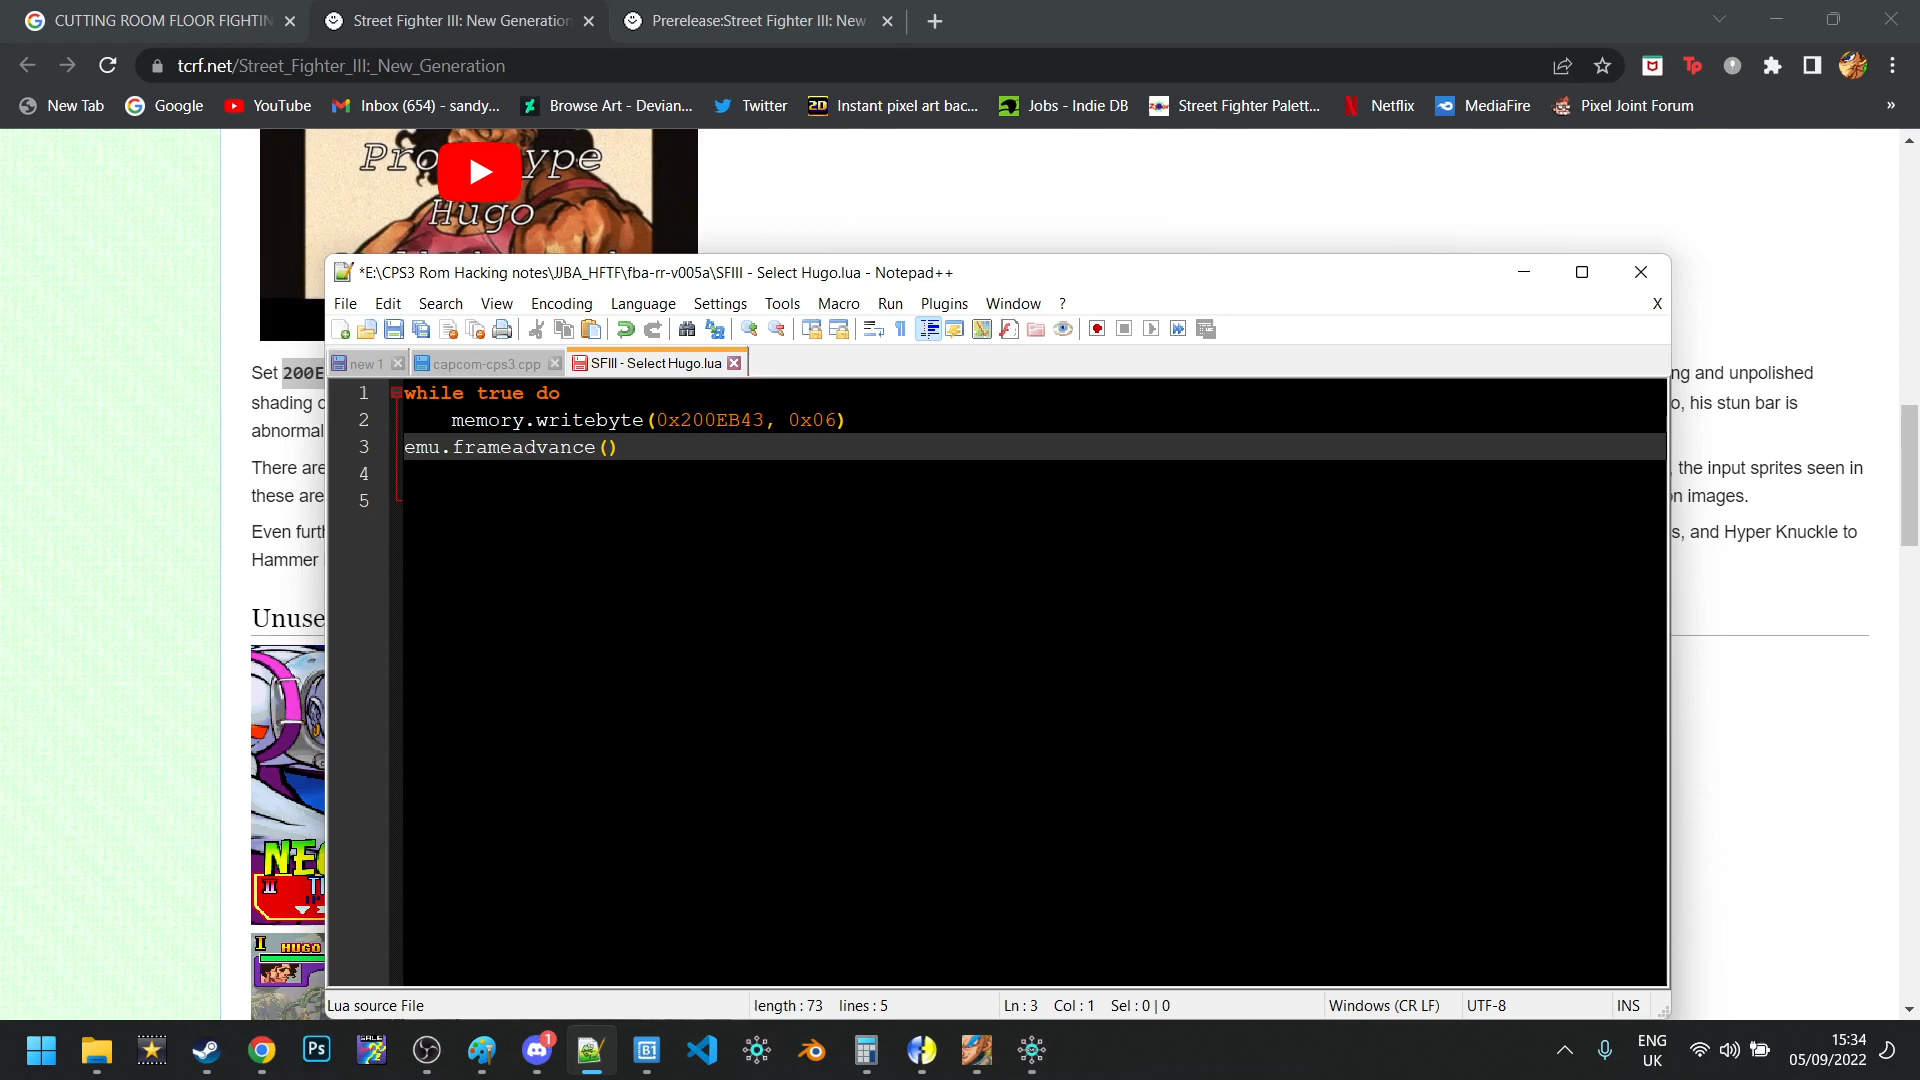 CUTTING ROOM FLOOR FIGHTIN
Street Fighter III: New Generation
Prerelease:Street Fighter III: New
tcrf.net/Street_Fighter_III:_New_Generation
New Tab
Google
YouTube
Inbox (654) - sandy,...
Browse Art - Devian...
Twitter
Instant pixel art bac...
Jobs - Indie DB
Street Fighter Palett...
Netflix
MediaFire
Pixel Joint Forum
»
Hugo
*E:\CPS3 Rom Hacking notes\JJBA_HFTF\fba-rr-v005a\SFIII - Select Hugo.lua - Notepad++
File Edit Search View Encoding Language Settings Tools Macro Run Plugins Window ? X
new 1
capcom-cps3.cpp
SFIII - Select Hugo.lua
1 while true do
2 memory.writebyte(0x200EB43, 0x06)
3 emu.frameadvance()
4
5
Set 200E
ng and unpolished
shading
o, his stun bar is
abnormal
There are
, the input sprites seen in
these are
n images.
Even furt
s, and Hyper Knuckle to
Hammer
Unuse
NEC
II
I HUGO
Lua source File length : 73 lines : 5 Ln : 3 Col : 1 Sel : 0 | 0 Windows (CR LF) UTF-8 INS
Ps
1
B1
ENG
UK
15:34
05/09/2022